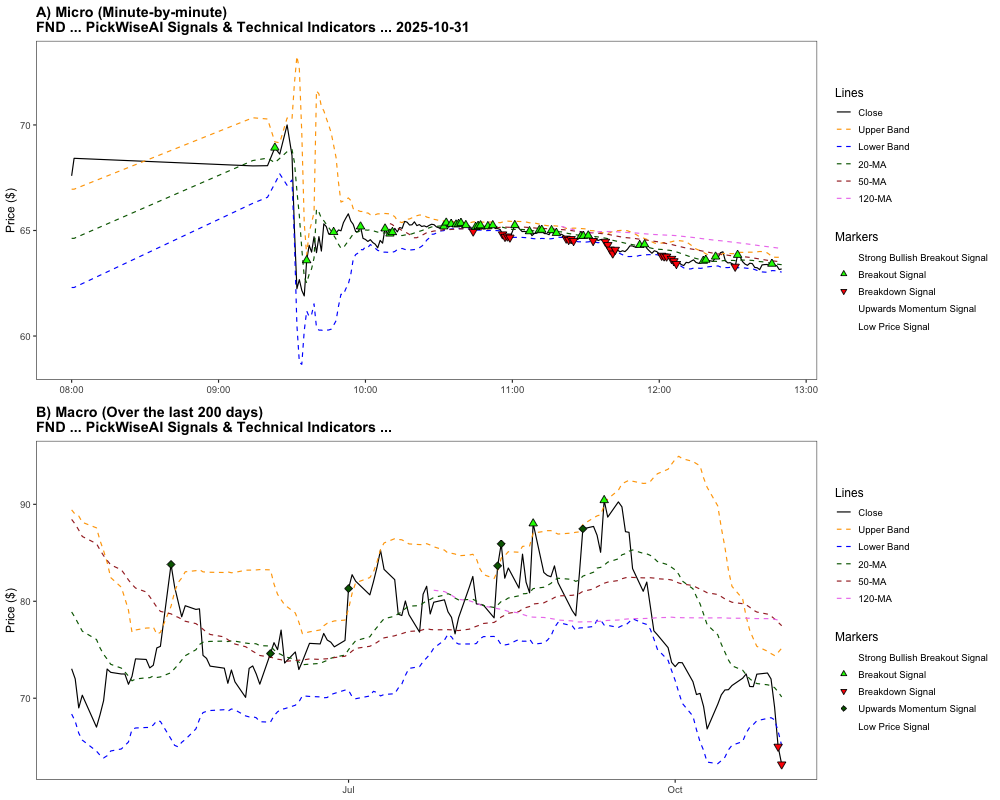 A) Micro (Minute-by-minute)
FND ... PickWiseAI Signals & Technical Indicators ... 2025-10-31
Price ($)
70
65
60
08:00 09:00 10:00 11:00 12:00 13:00
Lines
Close
Upper Band
Lower Band
20-MA
50-MA
120-MA
Markers
Strong Bullish Breakout Signal
Breakout Signal
Breakdown Signal
Upwards Momentum Signal
Low Price Signal
B) Macro (Over the last 200 days)
FND ... PickWiseAI Signals & Technical Indicators ...
Price ($)
90
80
70
Jul Oct
Lines
Close
Upper Band
Lower Band
20-MA
50-MA
120-MA
Markers
Strong Bullish Breakout Signal
Breakout Signal
Breakdown Signal
Upwards Momentum Signal
Low Price Signal